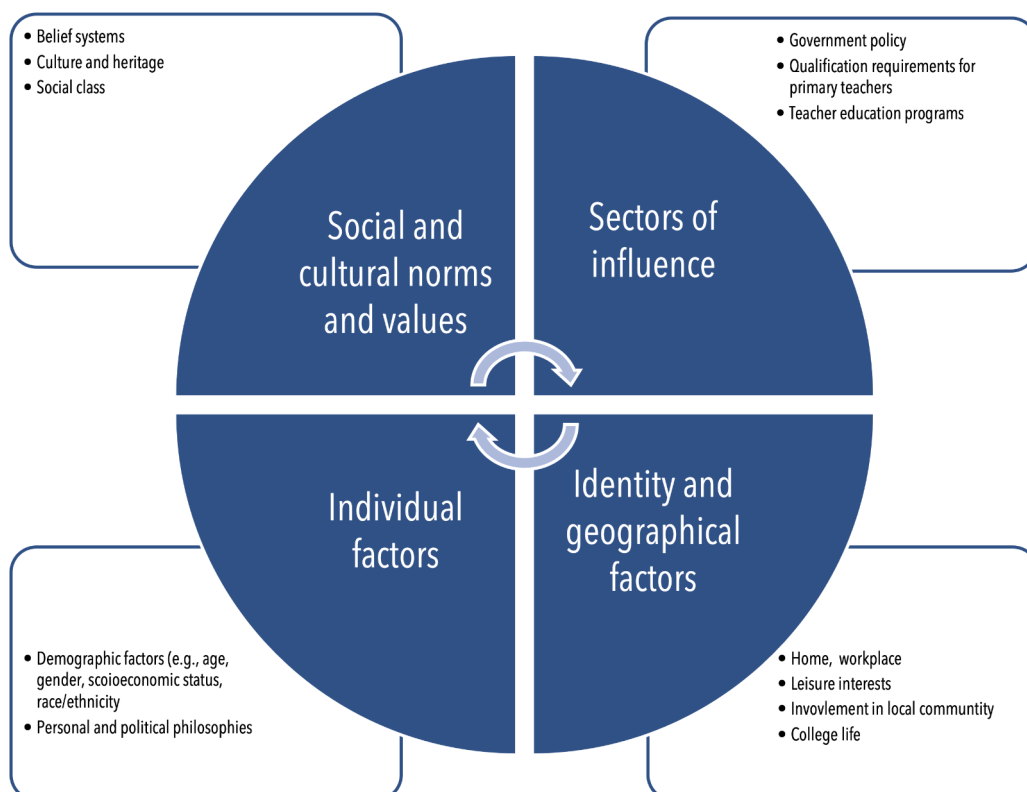 • Belief systems
• Culture and heritage
• Social class
• Government policy
• Qualification requirements for
primary teachers
• Teacher education programs
Social and
cultural norms
and values
Sectors of
influence
Individual
factors
Identity and
geographical
factors
• Demographic factors (e.g., age,
gender, scoioeconomic status,
race/ethnicity
• Personal and political philosophies
• Home, workplace
• Leisure interests
• Invovlement in local communtity
• College life